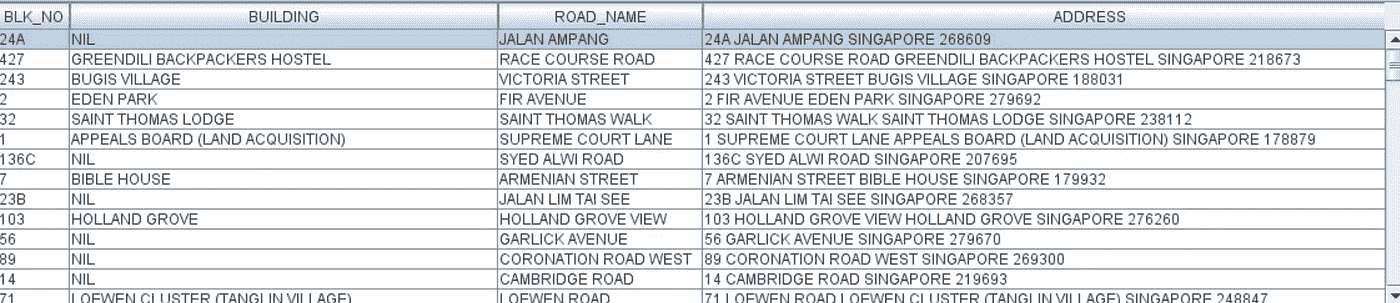 BLK_NO BUILDING ROAD_NAME ADDRESS
24A NIL JALAN AMPANG 24A JALAN AMPANG SINGAPORE 268609
427 GREENDILI BACKPACKERS HOSTEL RACE COURSE ROAD 427 RACE COURSE ROAD GREENDILI BACKPACKERS HOSTEL SINGAPORE 218673
243 BUGIS VILLAGE VICTORIA STREET 243 VICTORIA STREET BUGIS VILLAGE SINGAPORE 188031
2 EDEN PARK FIR AVENUE 2 FIR AVENUE EDEN PARK SINGAPORE 279692
32 SAINT THOMAS LODGE SAINT THOMAS WALK 32 SAINT THOMAS WALK SAINT THOMAS LODGE SINGAPORE 238112
1 APPEALS BOARD (LAND ACQUISITION) SUPREME COURT LANE 1 SUPREME COURT LANE APPEALS BOARD (LAND ACQUISITION) SINGAPORE 178879
136C NIL SYED ALWI ROAD 136C SYED ALWI ROAD SINGAPORE 207695
7 BIBLE HOUSE ARMENIAN STREET 7 ARMENIAN STREET BIBLE HOUSE SINGAPORE 179932
23B NIL JALAN LIM TAI SEE 23B JALAN LIM TAI SEE SINGAPORE 268357
103 HOLLAND GROVE HOLLAND GROVE VIEW 103 HOLLAND GROVE VIEW HOLLAND GROVE SINGAPORE 276260
56 NIL GARLICK AVENUE 56 GARLICK AVENUE SINGAPORE 279670
89 NIL CORONATION ROAD WEST 89 CORONATION ROAD WEST SINGAPORE 269300
14 NIL CAMBRIDGE ROAD 14 CAMBRIDGE ROAD SINGAPORE 219693
71 LOEWEN CLUSTER (TANGLIN VILLAGE) LOEWEN ROAD 71 LOEWEN ROAD LOEWEN CLUSTER (TANGLIN VILLAGE) SINGAPORE 248847